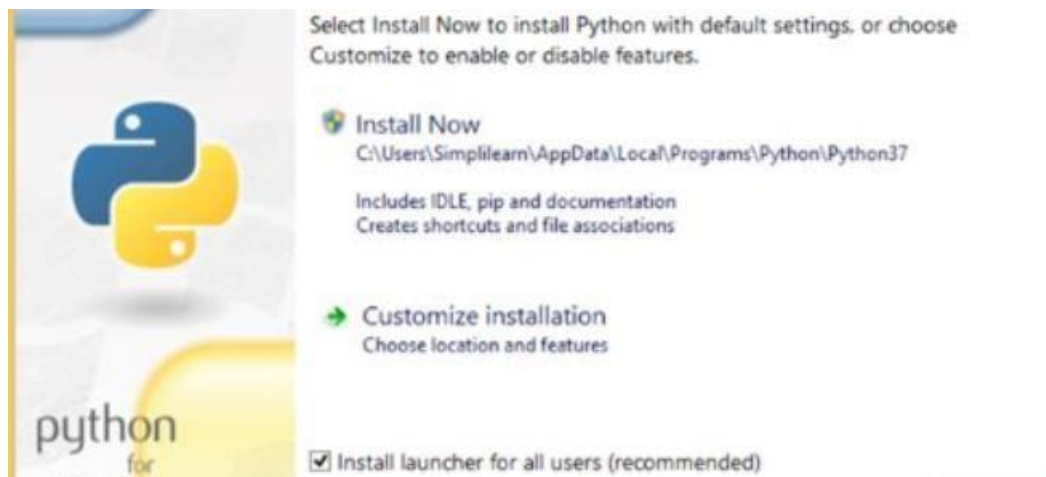 Select Install Now to install Python with default settings. or choose
Customize to enable or disable features.
Install Now
C:\Users\Simplilearn\AppData\Local\Programs\Python\Python37
Includes IDLE, pip and documentation
Creates shortcuts and file associations
Customize installation
Choose location and features
python
for
Install launcher for all users (recommended)